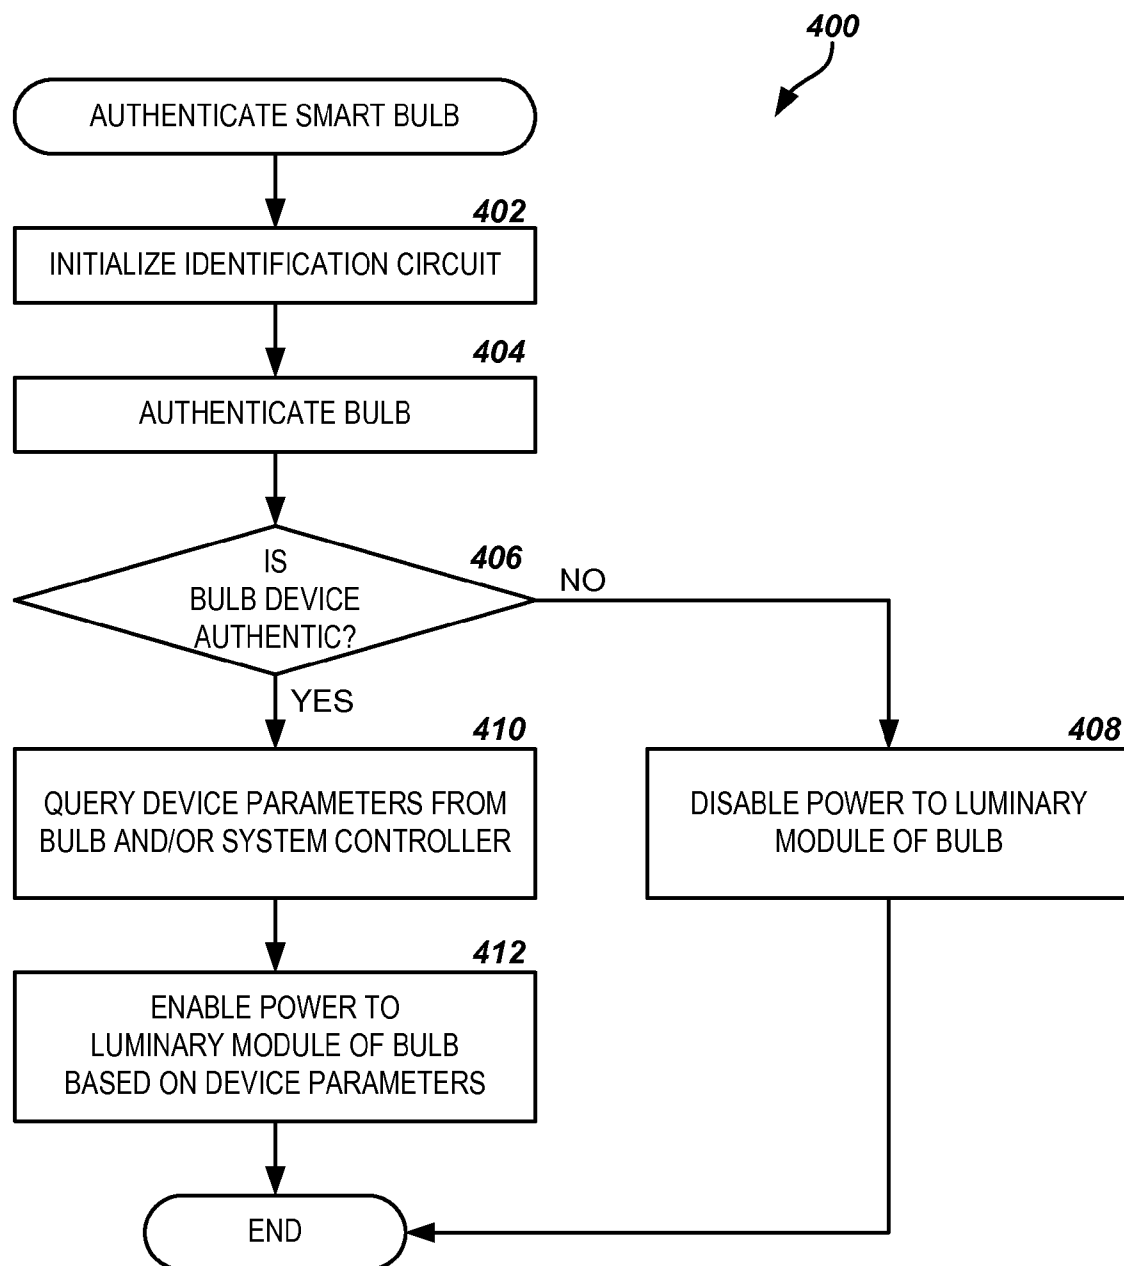 400
AUTHENTICATE SMART BULB
402
INITIALIZE IDENTIFICATION CIRCUIT
404
AUTHENTICATE BULB
406
IS
BULB DEVICE
AUTHENTIC?
NO
YES
410
QUERY DEVICE PARAMETERS FROM
BULB AND/OR SYSTEM CONTROLLER
408
DISABLE POWER TO LUMINARY
MODULE OF BULB
412
ENABLE POWER TO
LUMINARY MODULE OF BULB
BASED ON DEVICE PARAMETERS
END